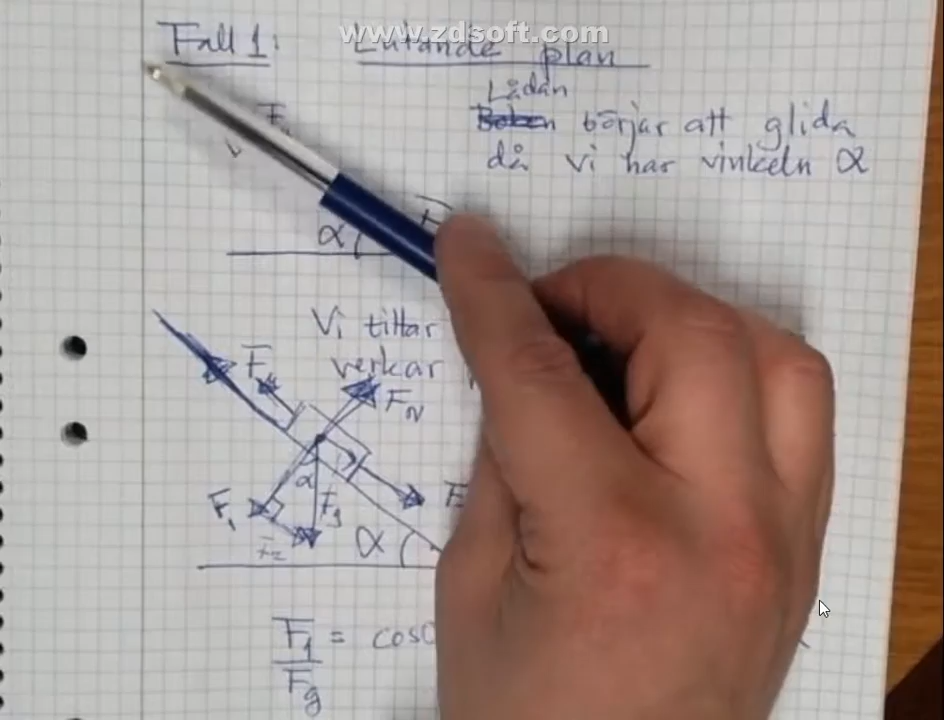 www.zdsoft.com
Fall 1: Lutande plan
Lådan
börjar att glida
då vi har vinkeln α
α
Vi tittar
verkar
F_N
F_1
α
F_g
F_2
α
F_1 / F_g = cos